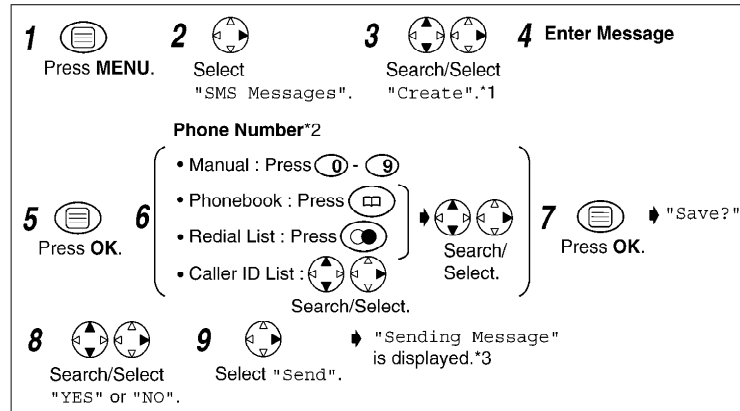 1 2 3 4 Enter Message
Press MENU. Select Search/Select
"SMS Messages". "Create".*1
Phone Number*2
• Manual : Press 0 - 9
• Phonebook : Press
5 6 • Redial List : Press 7 "Save?"
Press OK. Search/ Press OK.
• Caller ID List : Select.
Search/Select.
8 9 "Sending Message"
Search/Select Select "Send". is displayed.*3
"YES" or "NO".